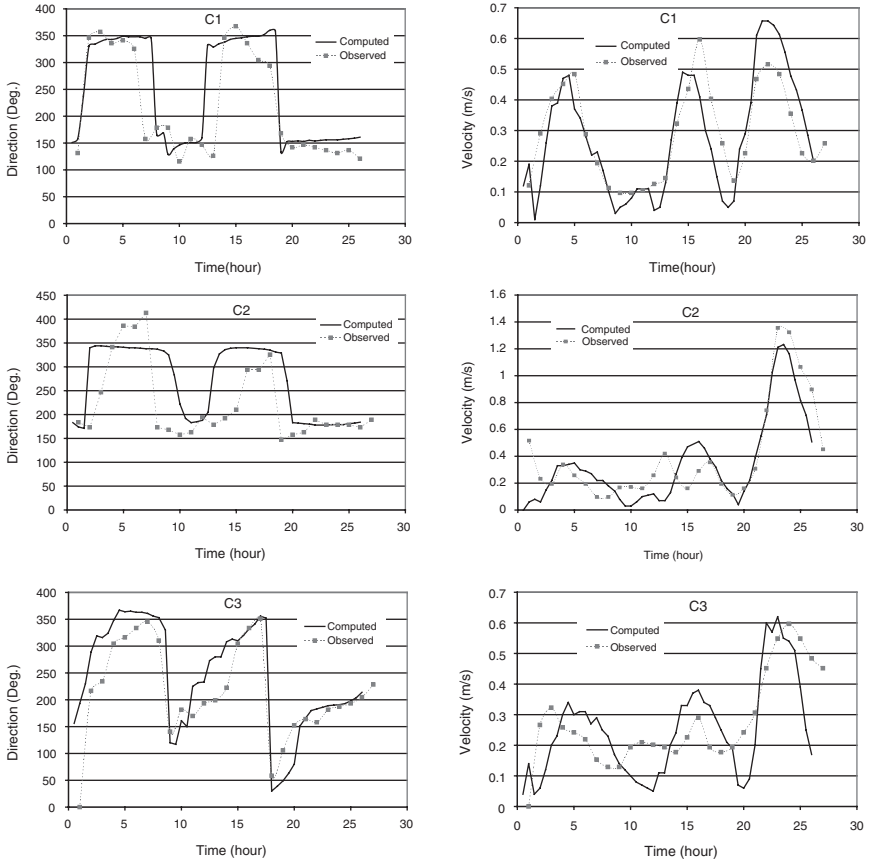 C1
Direction (Deg.)
400
350
300
250
200
150
100
50
0
Computed
Observed
0 5 10 15 20 25 30
Time(hour)
C1
Velocity (m/s)
0.7
0.6
0.5
0.4
0.3
0.2
0.1
0
Computed
Observed
0 5 10 15 20 25 30
Time(hour)
C2
Direction (Deg.)
450
400
350
300
250
200
150
100
50
0
Computed
Observed
0 5 10 15 20 25 30
Time (hour)
C2
Velocity (m/s)
1.6
1.4
1.2
1
0.8
0.6
0.4
0.2
0
Computed
Observed
0 5 10 15 20 25 30
Time (hour)
C3
Direction (Deg.)
400
350
300
250
200
150
100
50
0
Computed
Observed
0 5 10 15 20 25 30
Time (hour)
C3
Velocity (m/s)
0.7
0.6
0.5
0.4
0.3
0.2
0.1
0
Computed
Observed
0 5 10 15 20 25 30
Time (hour)